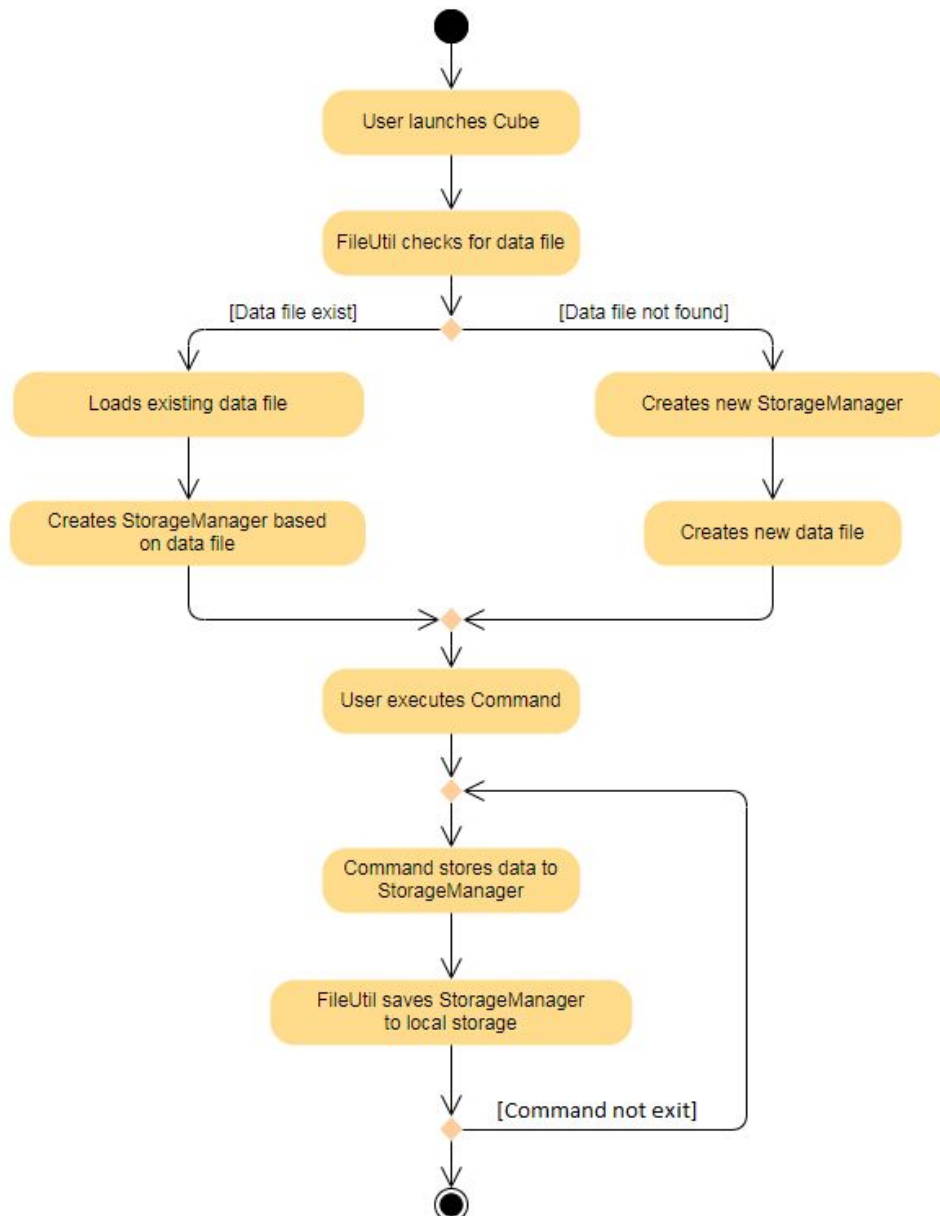 User launches Cube
FileUtil checks for data file
[Data file exist]
[Data file not found]
Loads existing data file
Creates new StorageManager
Creates StorageManager based
on data file
Creates new data file
User executes Command
Command stores data to
StorageManager
FileUtil saves StorageManager
to local storage
[Command not exit]